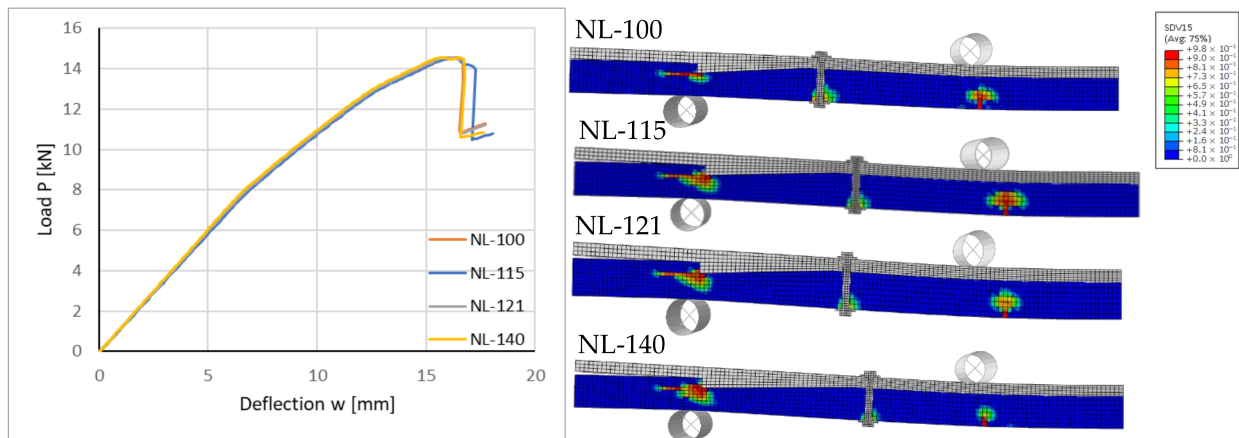 16
14
12
10
8
6
4
2
0
Load P [kN]
0 5 10 15 20
Deflection w [mm]
NL-100
NL-115
NL-121
NL-140
NL-100
NL-115
NL-121
NL-140
SDV15
(Avg: 75%)
+9.8 × 10⁻¹
+9.0 × 10⁻¹
+8.1 × 10⁻¹
+7.3 × 10⁻¹
+6.5 × 10⁻¹
+5.7 × 10⁻¹
+4.9 × 10⁻¹
+4.1 × 10⁻¹
+3.3 × 10⁻¹
+2.4 × 10⁻¹
+1.6 × 10⁻¹
+8.1 × 10⁻¹
+0.0 × 10⁰